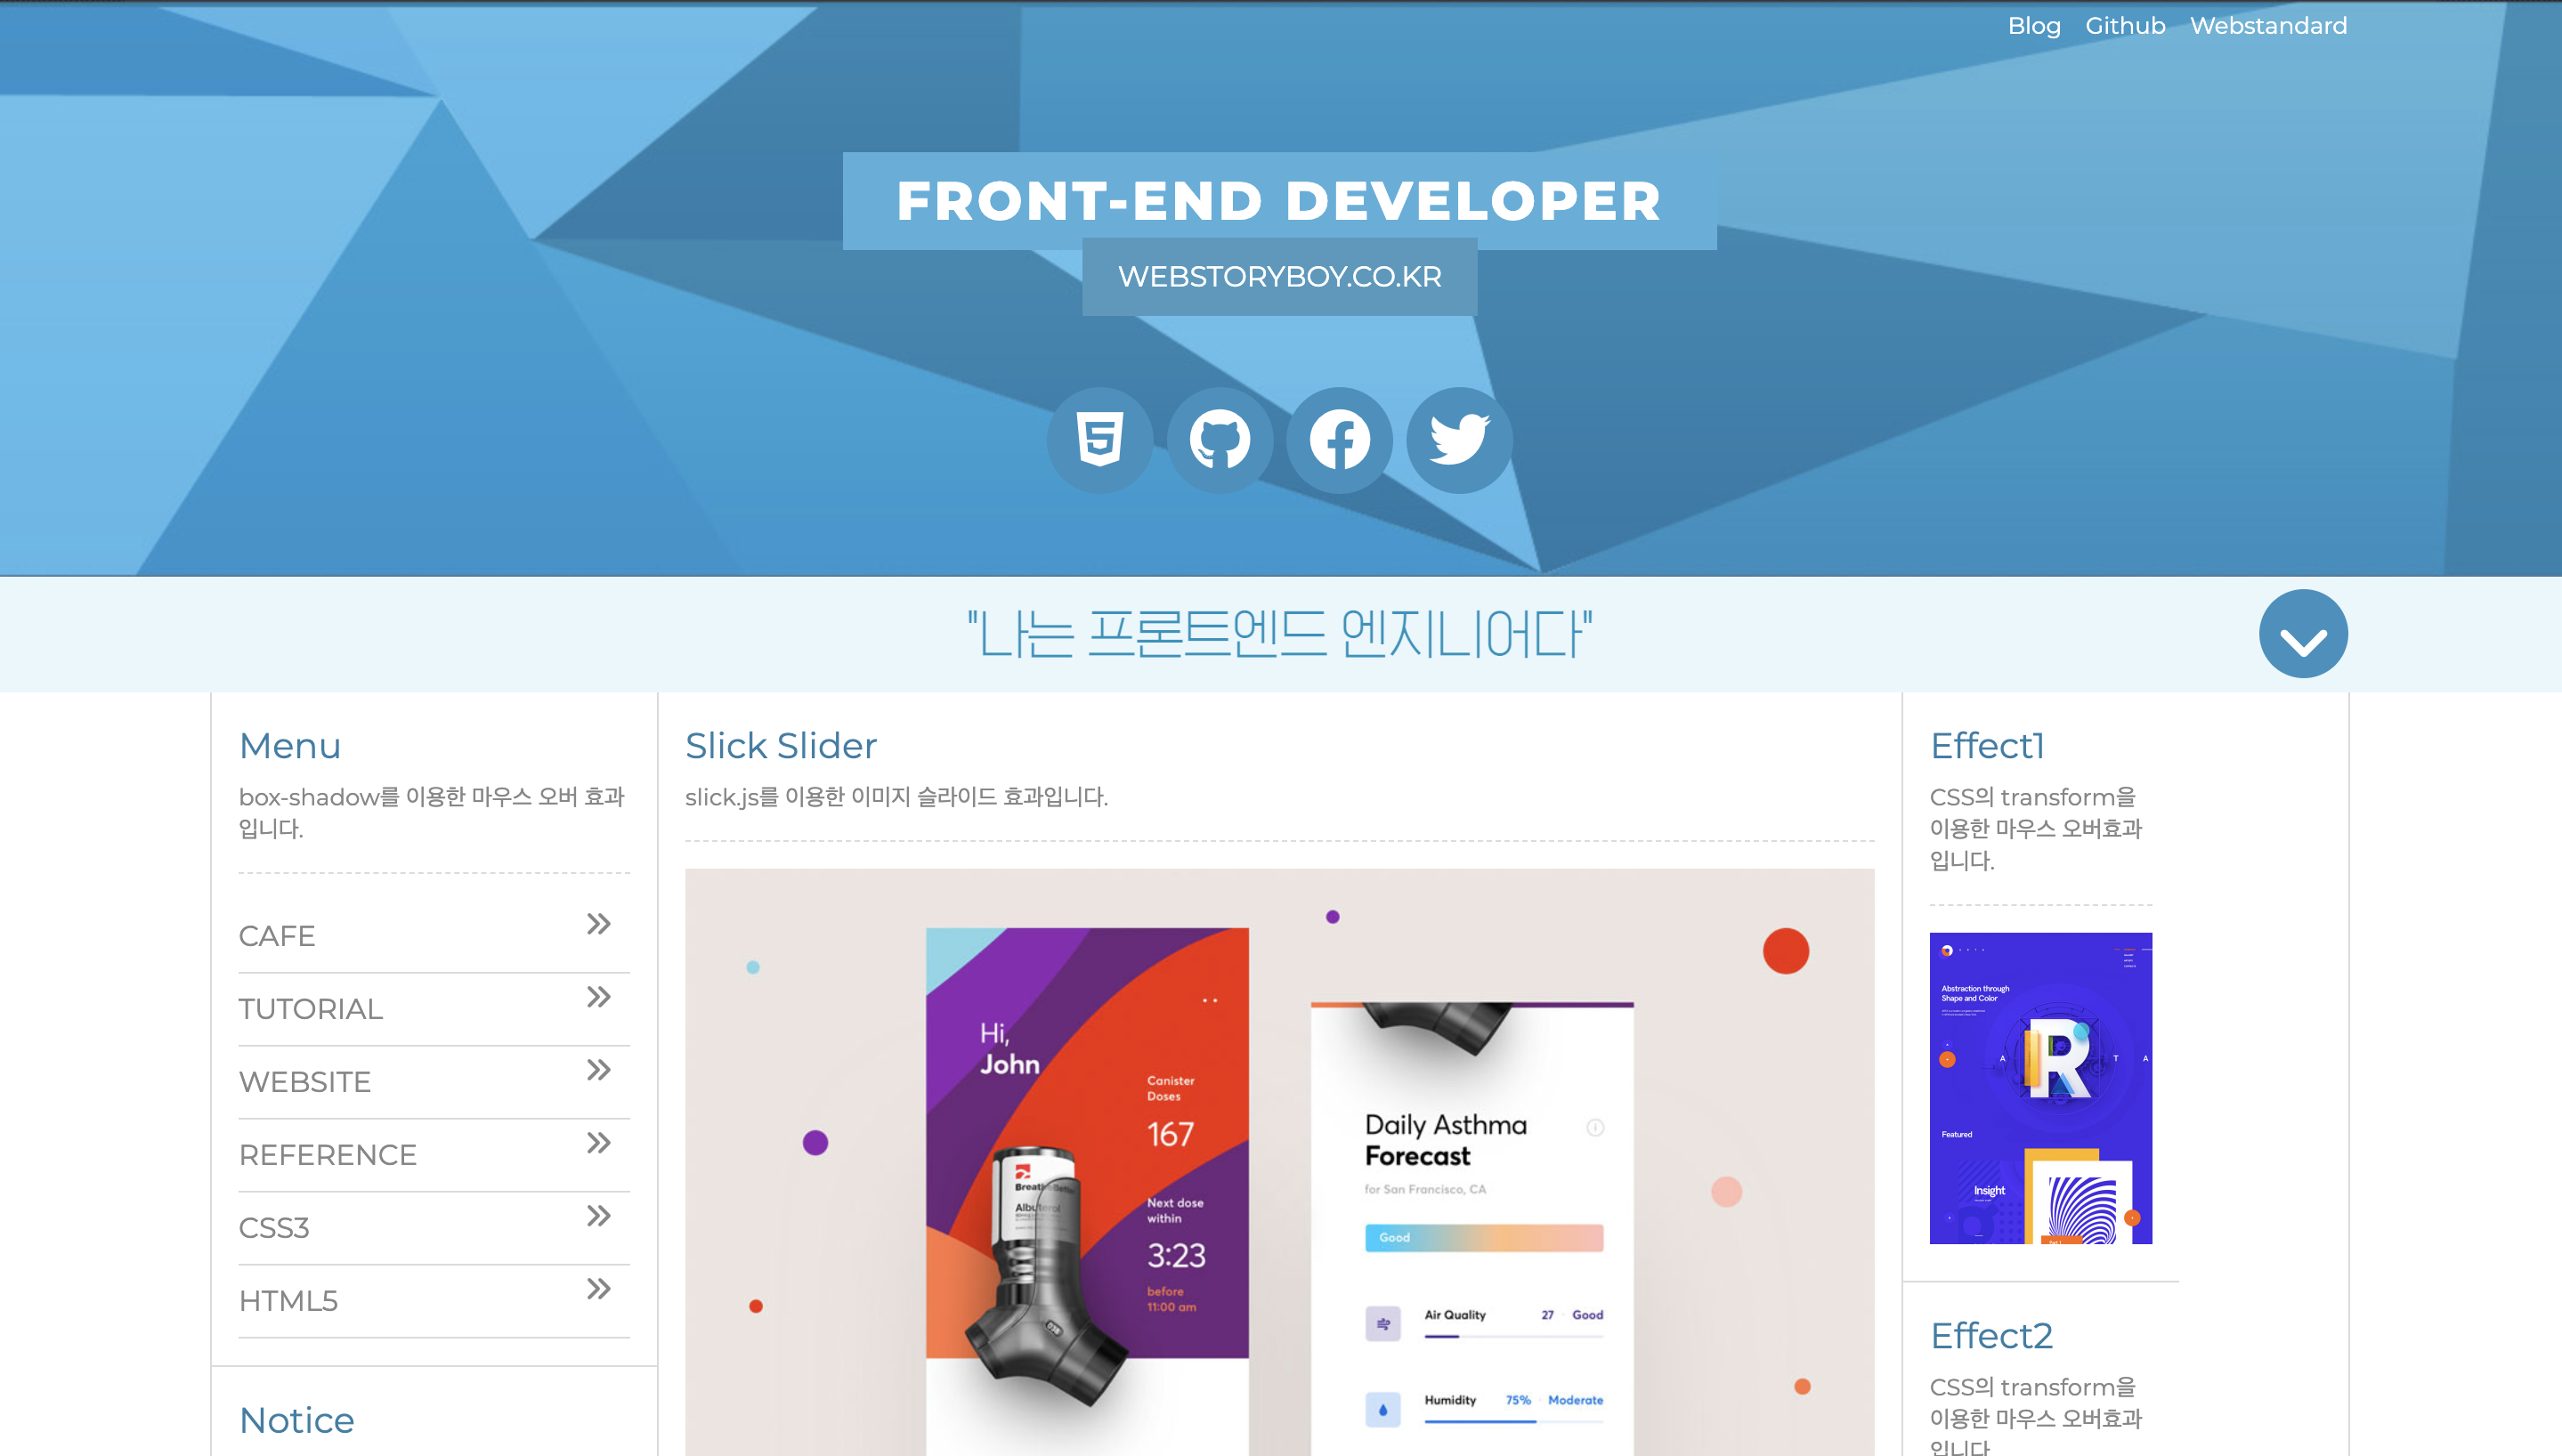 Blog Github Webstandard
FRONT-END DEVELOPER
WEBSTORYBOY.CO.KR
"나는 프론트엔드 엔지니어다"
Menu
box-shadow를 이용한 마우스 오버 효과
입니다.
CAFE
TUTORIAL
WEBSITE
REFERENCE
CSS3
HTML5
Notice
Slick Slider
slick.js를 이용한 이미지 슬라이드 효과입니다.
Hi,
John
Canister
Doses
167
Next dose
within
3:23
before
11:00 am
Daily Asthma
Forecast
for San Francisco, CA
Good
Air Quality 27 Good
Humidity 75% Moderate
Effect1
CSS의 transform을
이용한 마우스 오버효과
입니다.
Abstraction through
Shape and Color
A R T A
Featured
Insight
Effect2
CSS의 transform을
이용한 마우스 오버효과
입니다